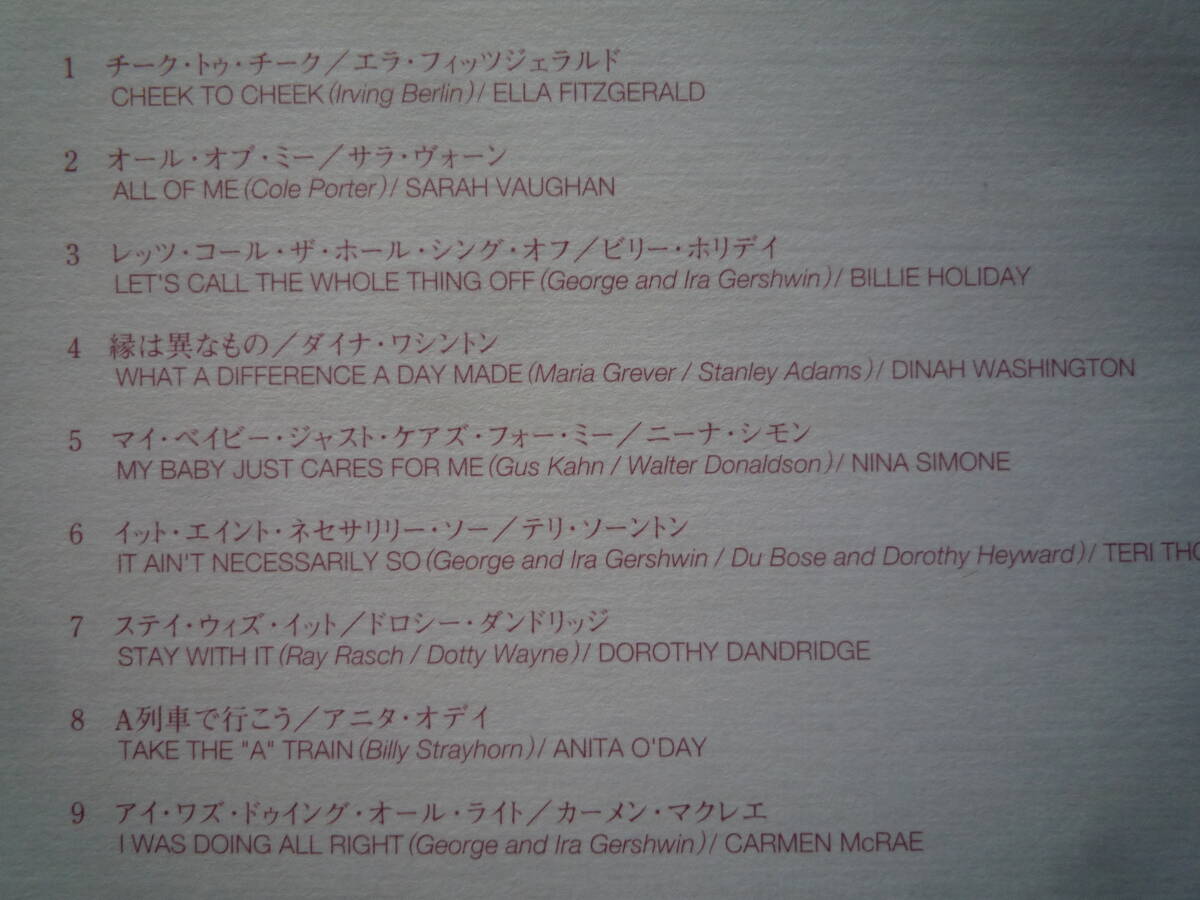 1 チーク・トゥ・チーク／エラ・フィッツジェラルド
CHEEK TO CHEEK (Irving Berlin) / ELLA FITZGERALD
2 オール・オブ・ミー／サラ・ヴォーン
ALL OF ME (Cole Porter) / SARAH VAUGHAN
3 レッツ・コール・ザ・ホール・シング・オフ／ビリー・ホリデイ
LET'S CALL THE WHOLE THING OFF (George and Ira Gershwin) / BILLIE HOLIDAY
4 縁は異なもの／ダイナ・ワシントン
WHAT A DIFFERENCE A DAY MADE (Maria Grever / Stanley Adams) / DINAH WASHINGTON
5 マイ・ベイビー・ジャスト・ケアズ・フォー・ミー／ニーナ・シモン
MY BABY JUST CARES FOR ME (Gus Kahn / Walter Donaldson) / NINA SIMONE
6 イット・エイント・ネセサリリー・ソー／テリ・ソーントン
IT AIN'T NECESSARILY SO (George and Ira Gershwin / Du Bose and Dorothy Heyward) / TERI THO
7 ステイ・ウィズ・イット／ドロシー・ダンドリッジ
STAY WITH IT (Ray Rasch / Dotty Wayne) / DOROTHY DANDRIDGE
8 A列車で行こう／アニタ・オデイ
TAKE THE "A" TRAIN (Billy Strayhorn) / ANITA O'DAY
9 アイ・ワズ・ドゥイング・オール・ライト／カーメン・マクレエ
I WAS DOING ALL RIGHT (George and Ira Gershwin) / CARMEN McRAE